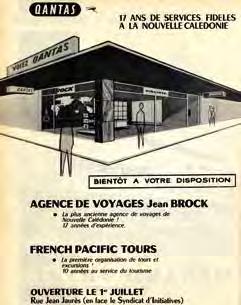 QANTAS
17 ANS DE SERVICES FIDELES
A LA NOUVELLE CALEDONIE
VOLEZ QANTAS
QANTAS
BROCK
BIENTÔT A VOTRE DISPOSITION
AGENCE DE VOYAGES Jean BROCK
• La plus ancienne agence de voyages de
Nouvelle Calédonie !
17 années d'expérience.
FRENCH PACIFIC TOURS
• La première organisation de tours et
excursions !
10 années au service du tourisme
OUVERTURE LE 1er JUILLET
Rue Jean Jaurès (en face le Syndicat d'Initiatives)